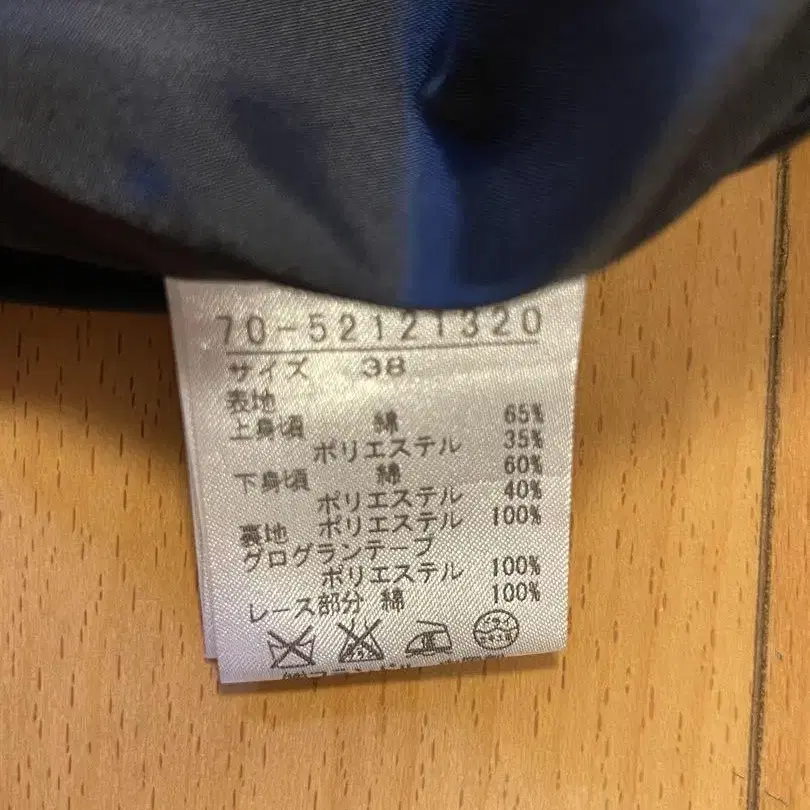 70-52121320
サイズ 38
表地
上身頃 綿 65%
ポリエステル 35%
下身頃 綿 60%
ポリエステル 40%
裏地 ポリエステル 100%
グログランテープ
ポリエステル 100%
レース部分 綿 100%